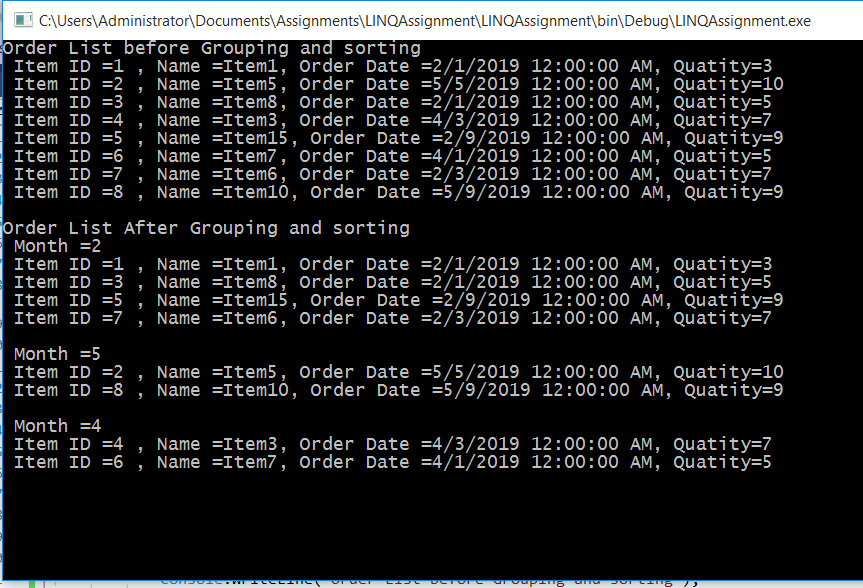 C:\Users\Administrator\Documents\Assignments\LINQAssignment\LINQAssignment\bin\Debug\LINQAssignment.exe
Order List before Grouping and sorting
Item ID =1 , Name =Item1, Order Date =2/1/2019 12:00:00 AM, Quatity=3
Item ID =2 , Name =Item5, Order Date =5/5/2019 12:00:00 AM, Quatity=10
Item ID =3 , Name =Item8, Order Date =2/1/2019 12:00:00 AM, Quatity=5
Item ID =4 , Name =Item3, Order Date =4/3/2019 12:00:00 AM, Quatity=7
Item ID =5 , Name =Item15, Order Date =2/9/2019 12:00:00 AM, Quatity=9
Item ID =6 , Name =Item7, Order Date =4/1/2019 12:00:00 AM, Quatity=5
Item ID =7 , Name =Item6, Order Date =2/3/2019 12:00:00 AM, Quatity=7
Item ID =8 , Name =Item10, Order Date =5/9/2019 12:00:00 AM, Quatity=9
Order List After Grouping and sorting
Month =2
Item ID =1 , Name =Item1, Order Date =2/1/2019 12:00:00 AM, Quatity=3
Item ID =3 , Name =Item8, Order Date =2/1/2019 12:00:00 AM, Quatity=5
Item ID =5 , Name =Item15, Order Date =2/9/2019 12:00:00 AM, Quatity=9
Item ID =7 , Name =Item6, Order Date =2/3/2019 12:00:00 AM, Quatity=7
Month =5
Item ID =2 , Name =Item5, Order Date =5/5/2019 12:00:00 AM, Quatity=10
Item ID =8 , Name =Item10, Order Date =5/9/2019 12:00:00 AM, Quatity=9
Month =4
Item ID =4 , Name =Item3, Order Date =4/3/2019 12:00:00 AM, Quatity=7
Item ID =6 , Name =Item7, Order Date =4/1/2019 12:00:00 AM, Quatity=5
Console.WriteLine("Order List before Grouping and sorting");